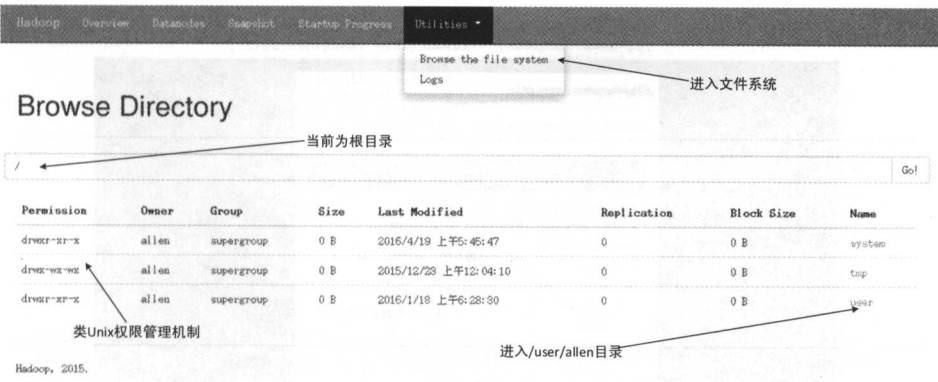 Hadoop Overview Datanodes Snapshot Startup Progress Utilities
Browse the file system
Logs
进入文件系统
Browse Directory
当前为根目录
/ Go!
Permission Owner Group Size Last Modified Replication Block Size Name
drwxr-xr-x allen supergroup 0 B 2016/4/19 上午5:45:47 0 0 B system
drwx-wx-wx allen supergroup 0 B 2015/12/23 上午12:04:10 0 0 B tmp
drwxr-xr-x allen supergroup 0 B 2016/1/18 上午6:28:30 0 0 B user
类Unix权限管理机制
进入/user/allen目录
Hadoop, 2015.